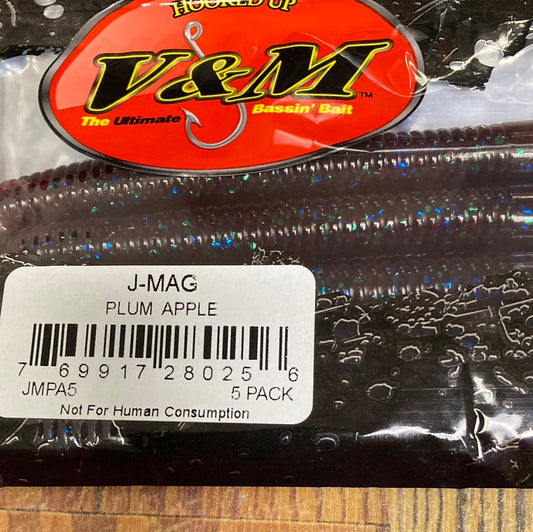 HOOKED UP
V&M™
The Ultimate Bassin' Bait
J-MAG
PLUM APPLE
7 69917 28025 6
JMPA5 5 PACK
Not For Human Consumption